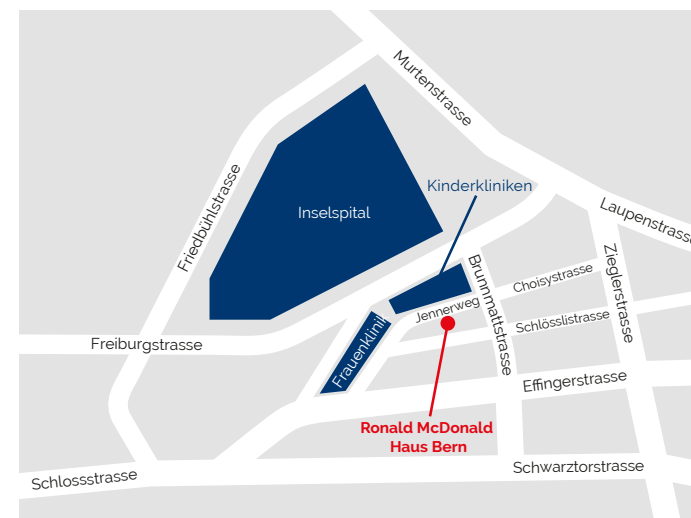 Murtenstrasse
Kinderkliniken
Inselspital
Laupenstrasse
Friedbühlstrasse
Zieglerstrasse
Brunnmattstrasse
Choisystrasse
Jennerweg
Schlösslistrasse
Freiburgstrasse
Frauenklinik
Effingerstrasse
Ronald McDonald
Haus Bern
Schwarztorstrasse
Schlossstrasse